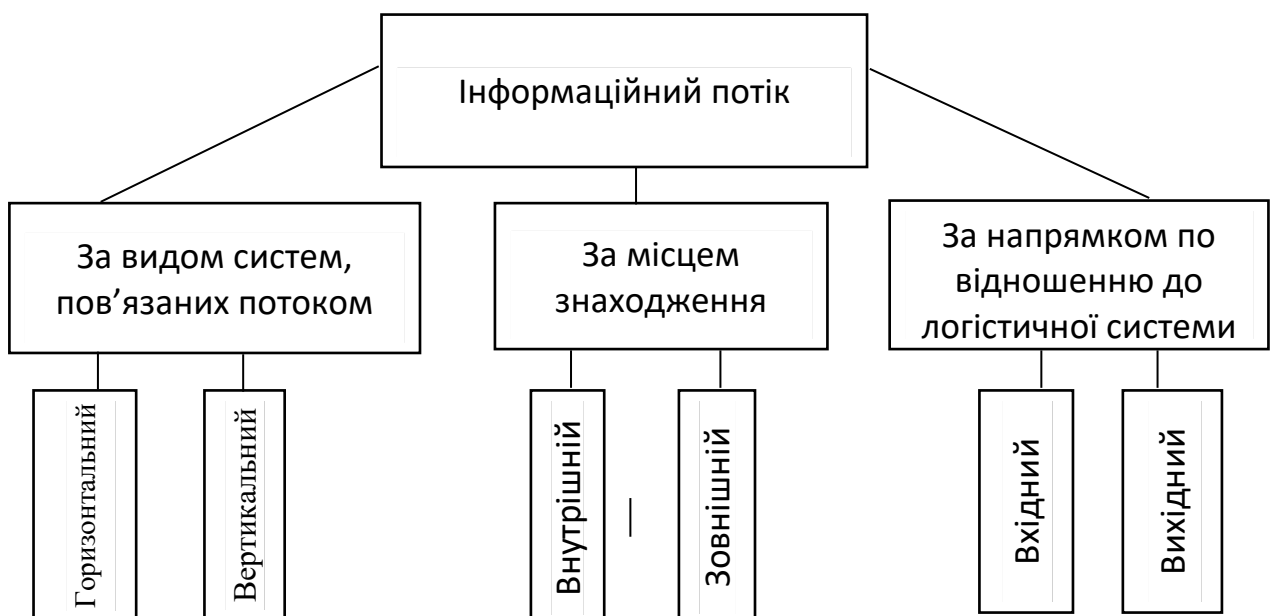 Інформаційний потік
За видом систем,
пов’язаних потоком
За місцем
знаходження
За напрямком по
відношенню до
логістичної системи
Горизонтальний
Вертикальний
Внутрішній
Зовнішній
Вхідний
Вихідний